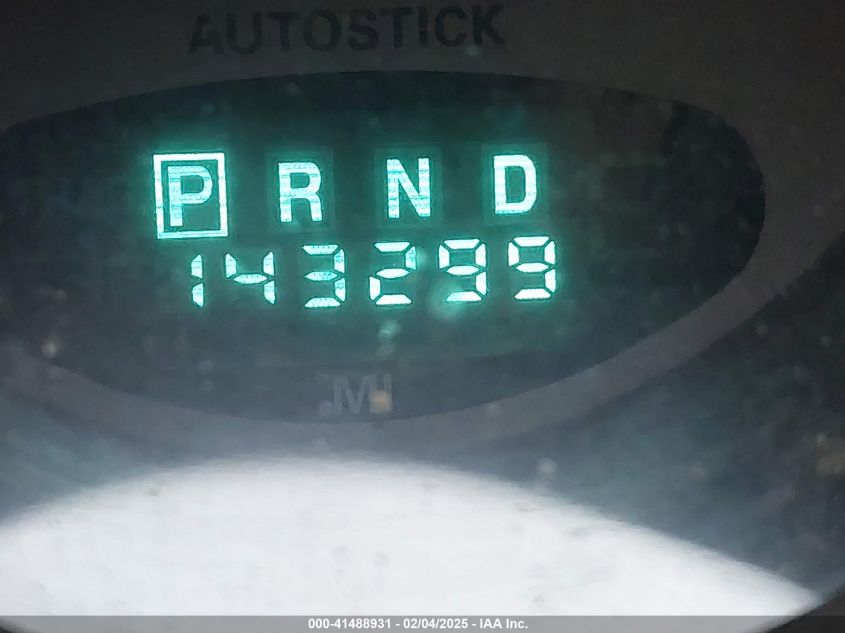 AUTOSTICK
P R N D
143299
MI
000-41488931 - 02/04/2025 - IAA Inc.